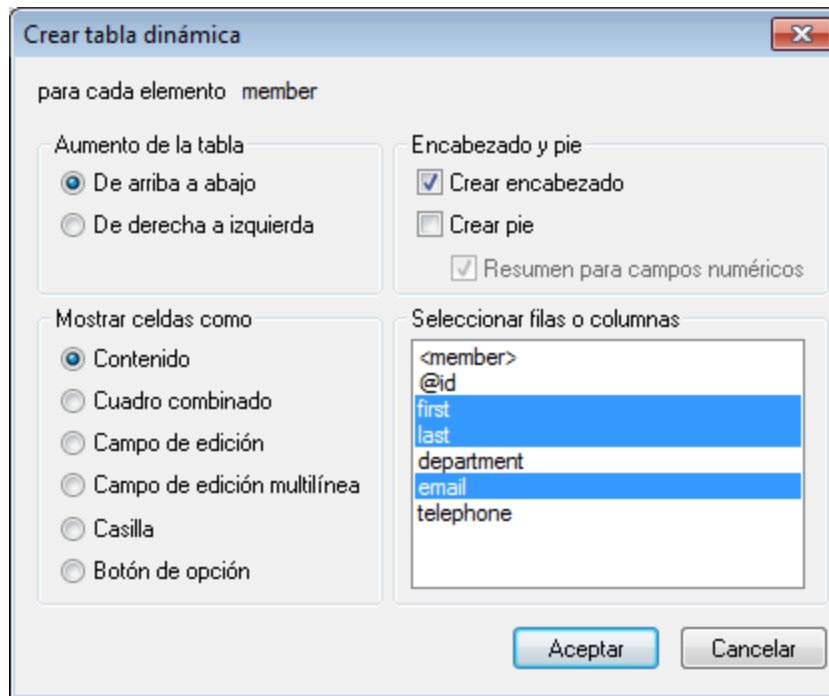 Crear tabla dinámica
para cada elemento member
Aumento de la tabla
De arriba a abajo
De derecha a izquierda
Encabezado y pie
Crear encabezado
Crear pie
Resumen para campos numéricos
Mostrar celdas como
Contenido
Cuadro combinado
Campo de edición
Campo de edición multilínea
Casilla
Botón de opción
Seleccionar filas o columnas
<member>
@id
first
last
department
email
telephone
Aceptar
Cancelar